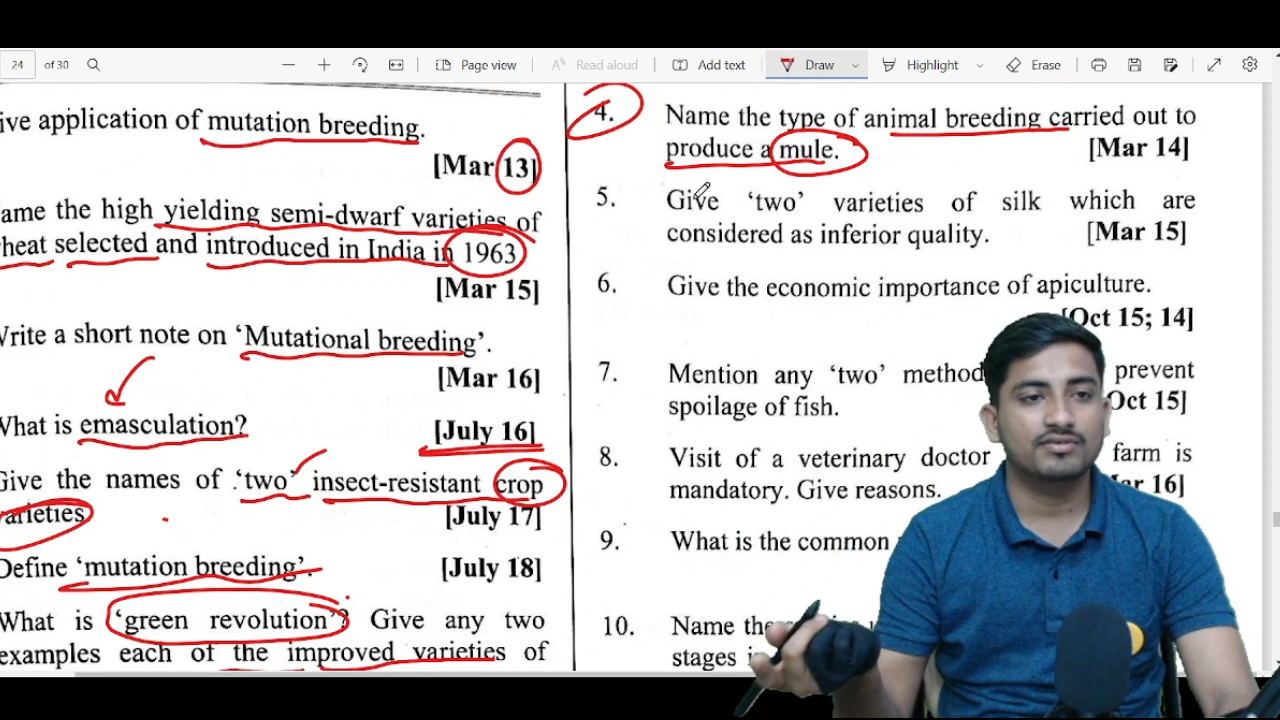 24 of 30 Page view Read aloud Add text Draw Highlight Erase
ive application of mutation breeding.
[Mar 13]
ame the high yielding semi-dwarf varieties of
heat selected and introduced in India in 1963
[Mar 15]
Write a short note on ‘Mutational breeding’.
[Mar 16]
What is emasculation?
[July 16]
Give the names of ‘two’ insect-resistant crop
varieties
[July 17]
Define ‘mutation breeding’.
[July 18]
What is ‘green revolution’? Give any two
examples each of the improved varieties of
4. Name the type of animal breeding carried out to
produce a mule.
[Mar 14]
5. Give ‘two’ varieties of silk which are
considered as inferior quality.
[Mar 15]
6. Give the economic importance of apiculture.
[Oct 15; 14]
7. Mention any ‘two’ method prevent
spoilage of fish.
Oct 15]
8. Visit of a veterinary doctor farm is
mandatory. Give reasons.
ar 16]
9. What is the common
10. Name the
stages